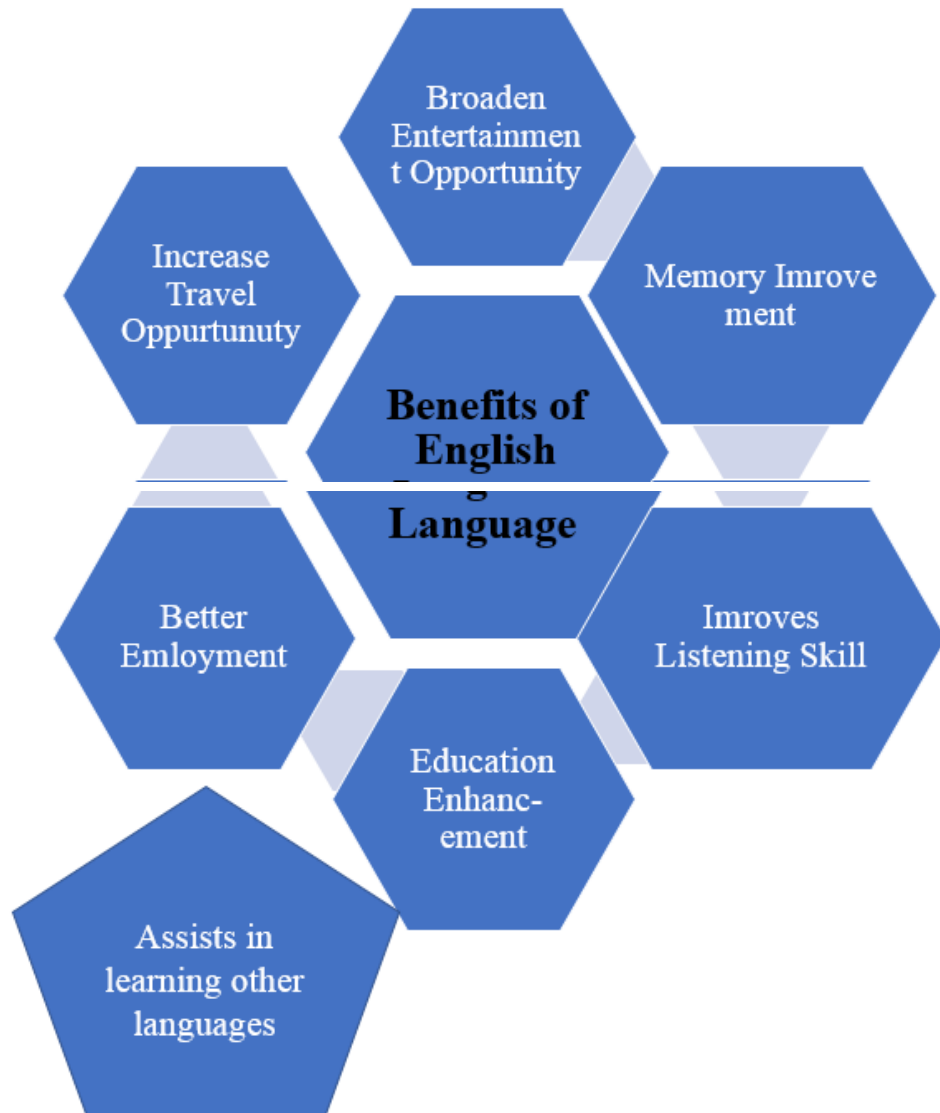 Broaden
Entertainmen
t Opportunity
Increase
Travel
Oppurtunuty
Memory Imrove
ment
Benefits of
English
Language
Better
Emloyment
Imroves
Listening Skill
Education
Enhanc-
ement
Assists in
learning other
languages